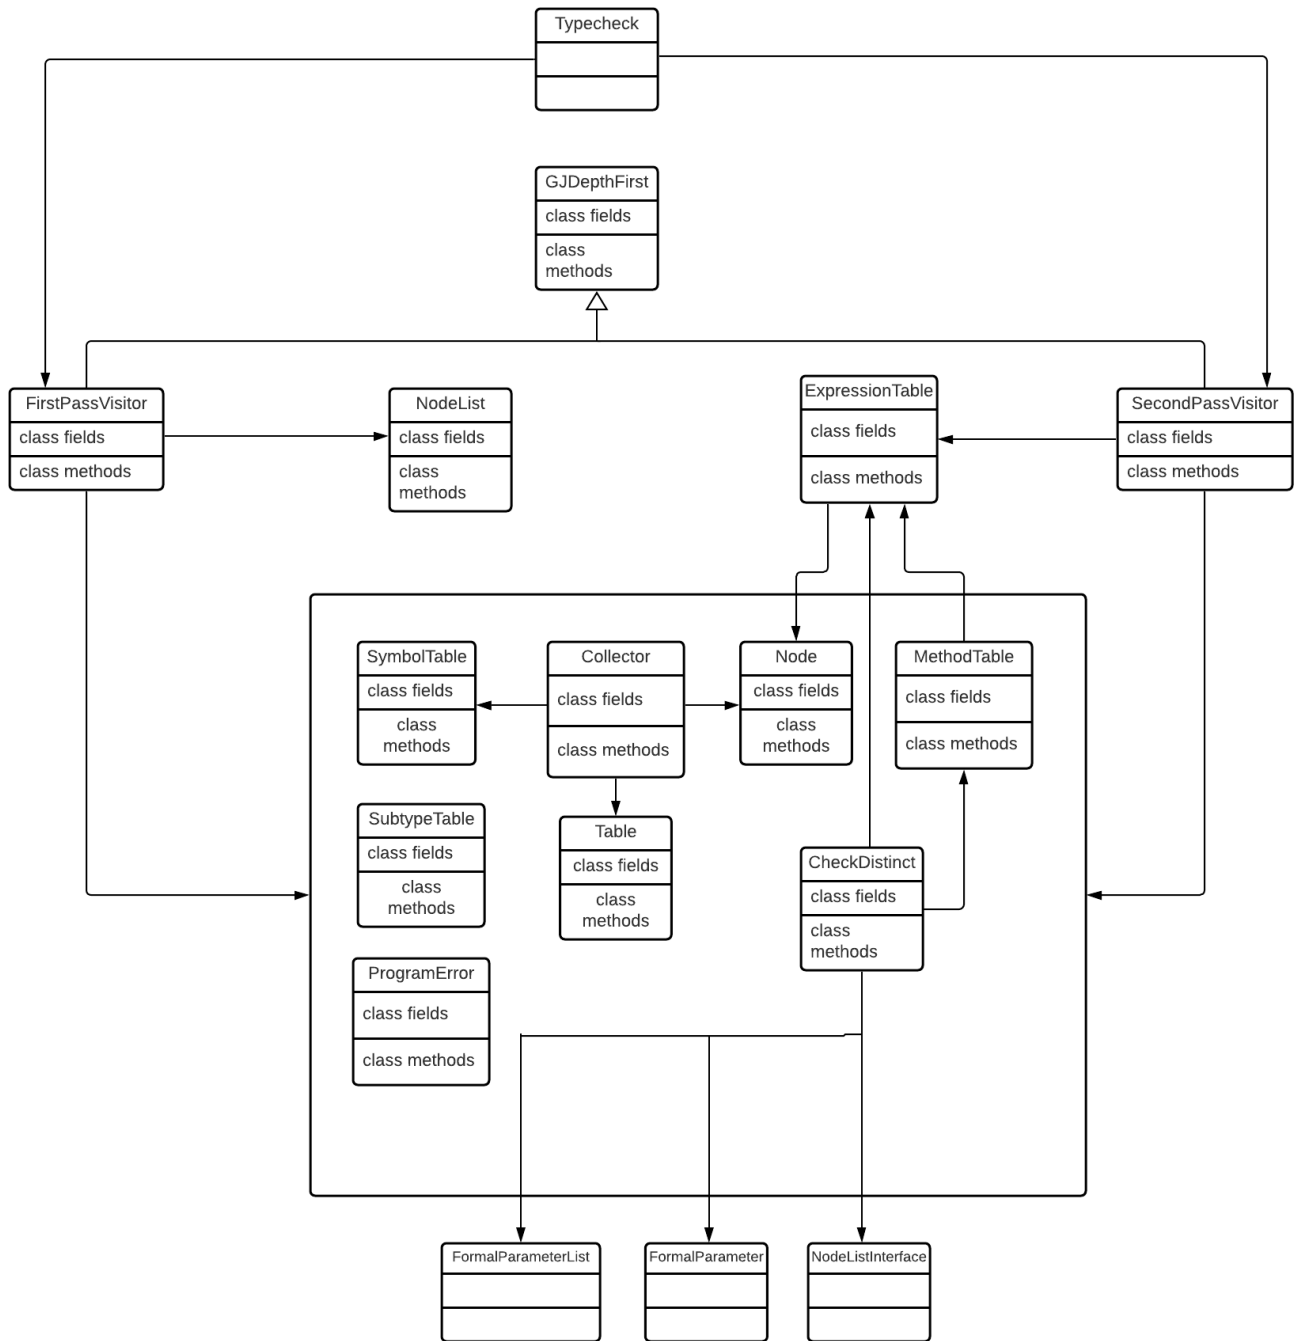 Typecheck
GJDepthFirst
class fields
class
methods
FirstPassVisitor
class fields
class methods
NodeList
class fields
class
methods
ExpressionTable
class fields
class methods
SecondPassVisitor
class fields
class methods
SymbolTable
class fields
class
methods
Collector
class fields
class methods
Node
class fields
class
methods
MethodTable
class fields
class methods
SubtypeTable
class fields
class
methods
Table
class fields
class
methods
CheckDistinct
class fields
class
methods
ProgramError
class fields
class methods
FormalParameterList
FormalParameter
NodeListInterface